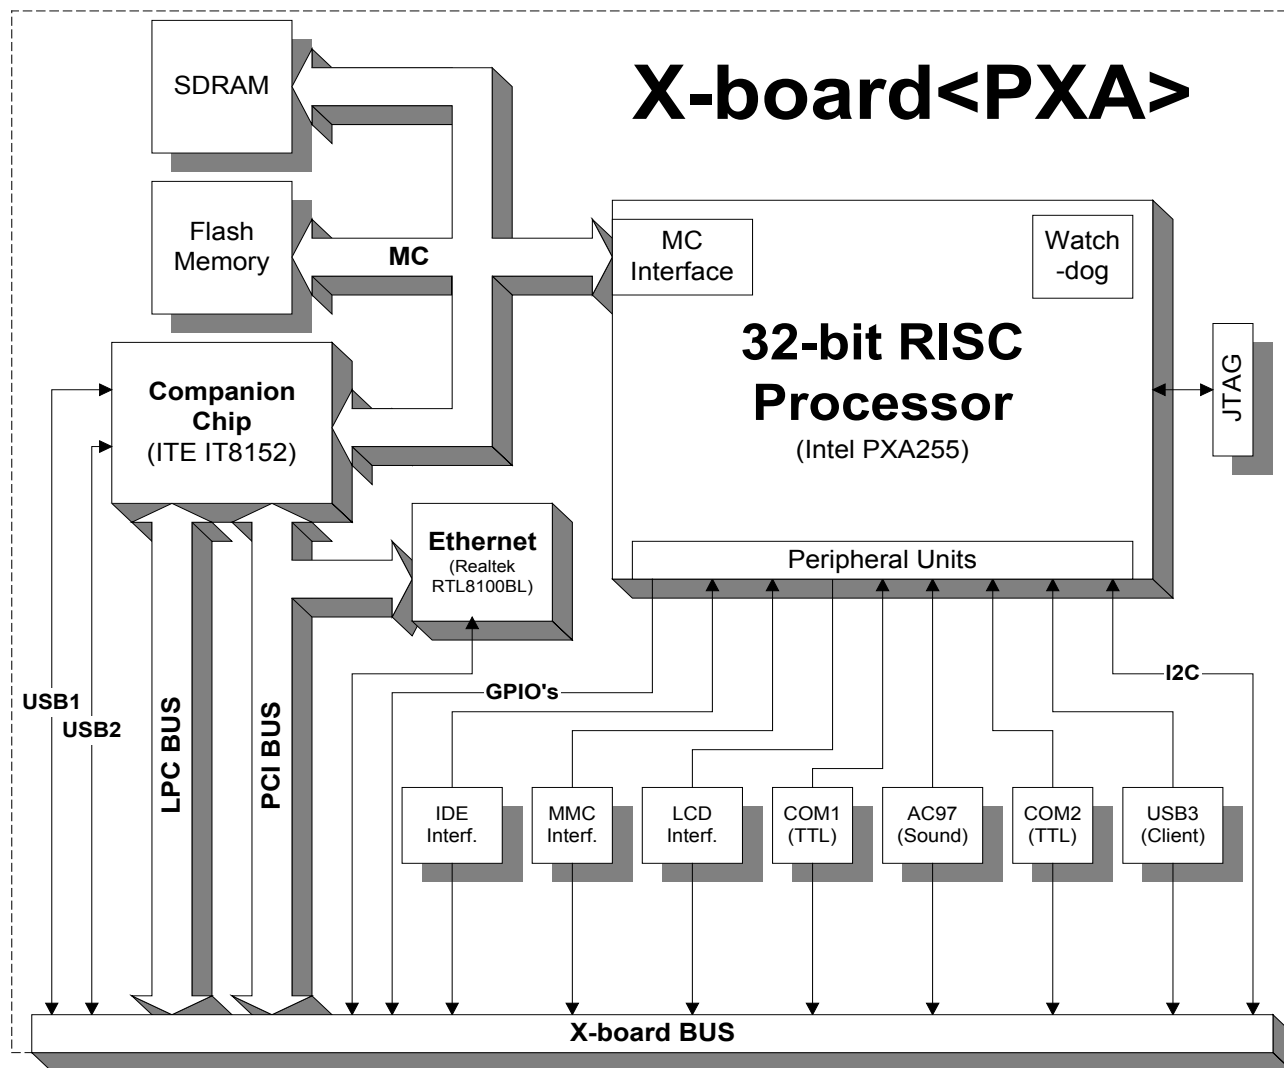 X-board<PXA>
SDRAM
Flash
Memory
MC
MC
Interface
Watch
-dog
32-bit RISC
Processor
(Intel PXA255)
JTAG
Companion
Chip
(ITE IT8152)
Ethernet
(Realtek
RTL8100BL)
Peripheral Units
USB1
USB2
LPC BUS
PCI BUS
GPIO's
I2C
IDE
Interf.
MMC
Interf.
LCD
Interf.
COM1
(TTL)
AC97
(Sound)
COM2
(TTL)
USB3
(Client)
X-board BUS